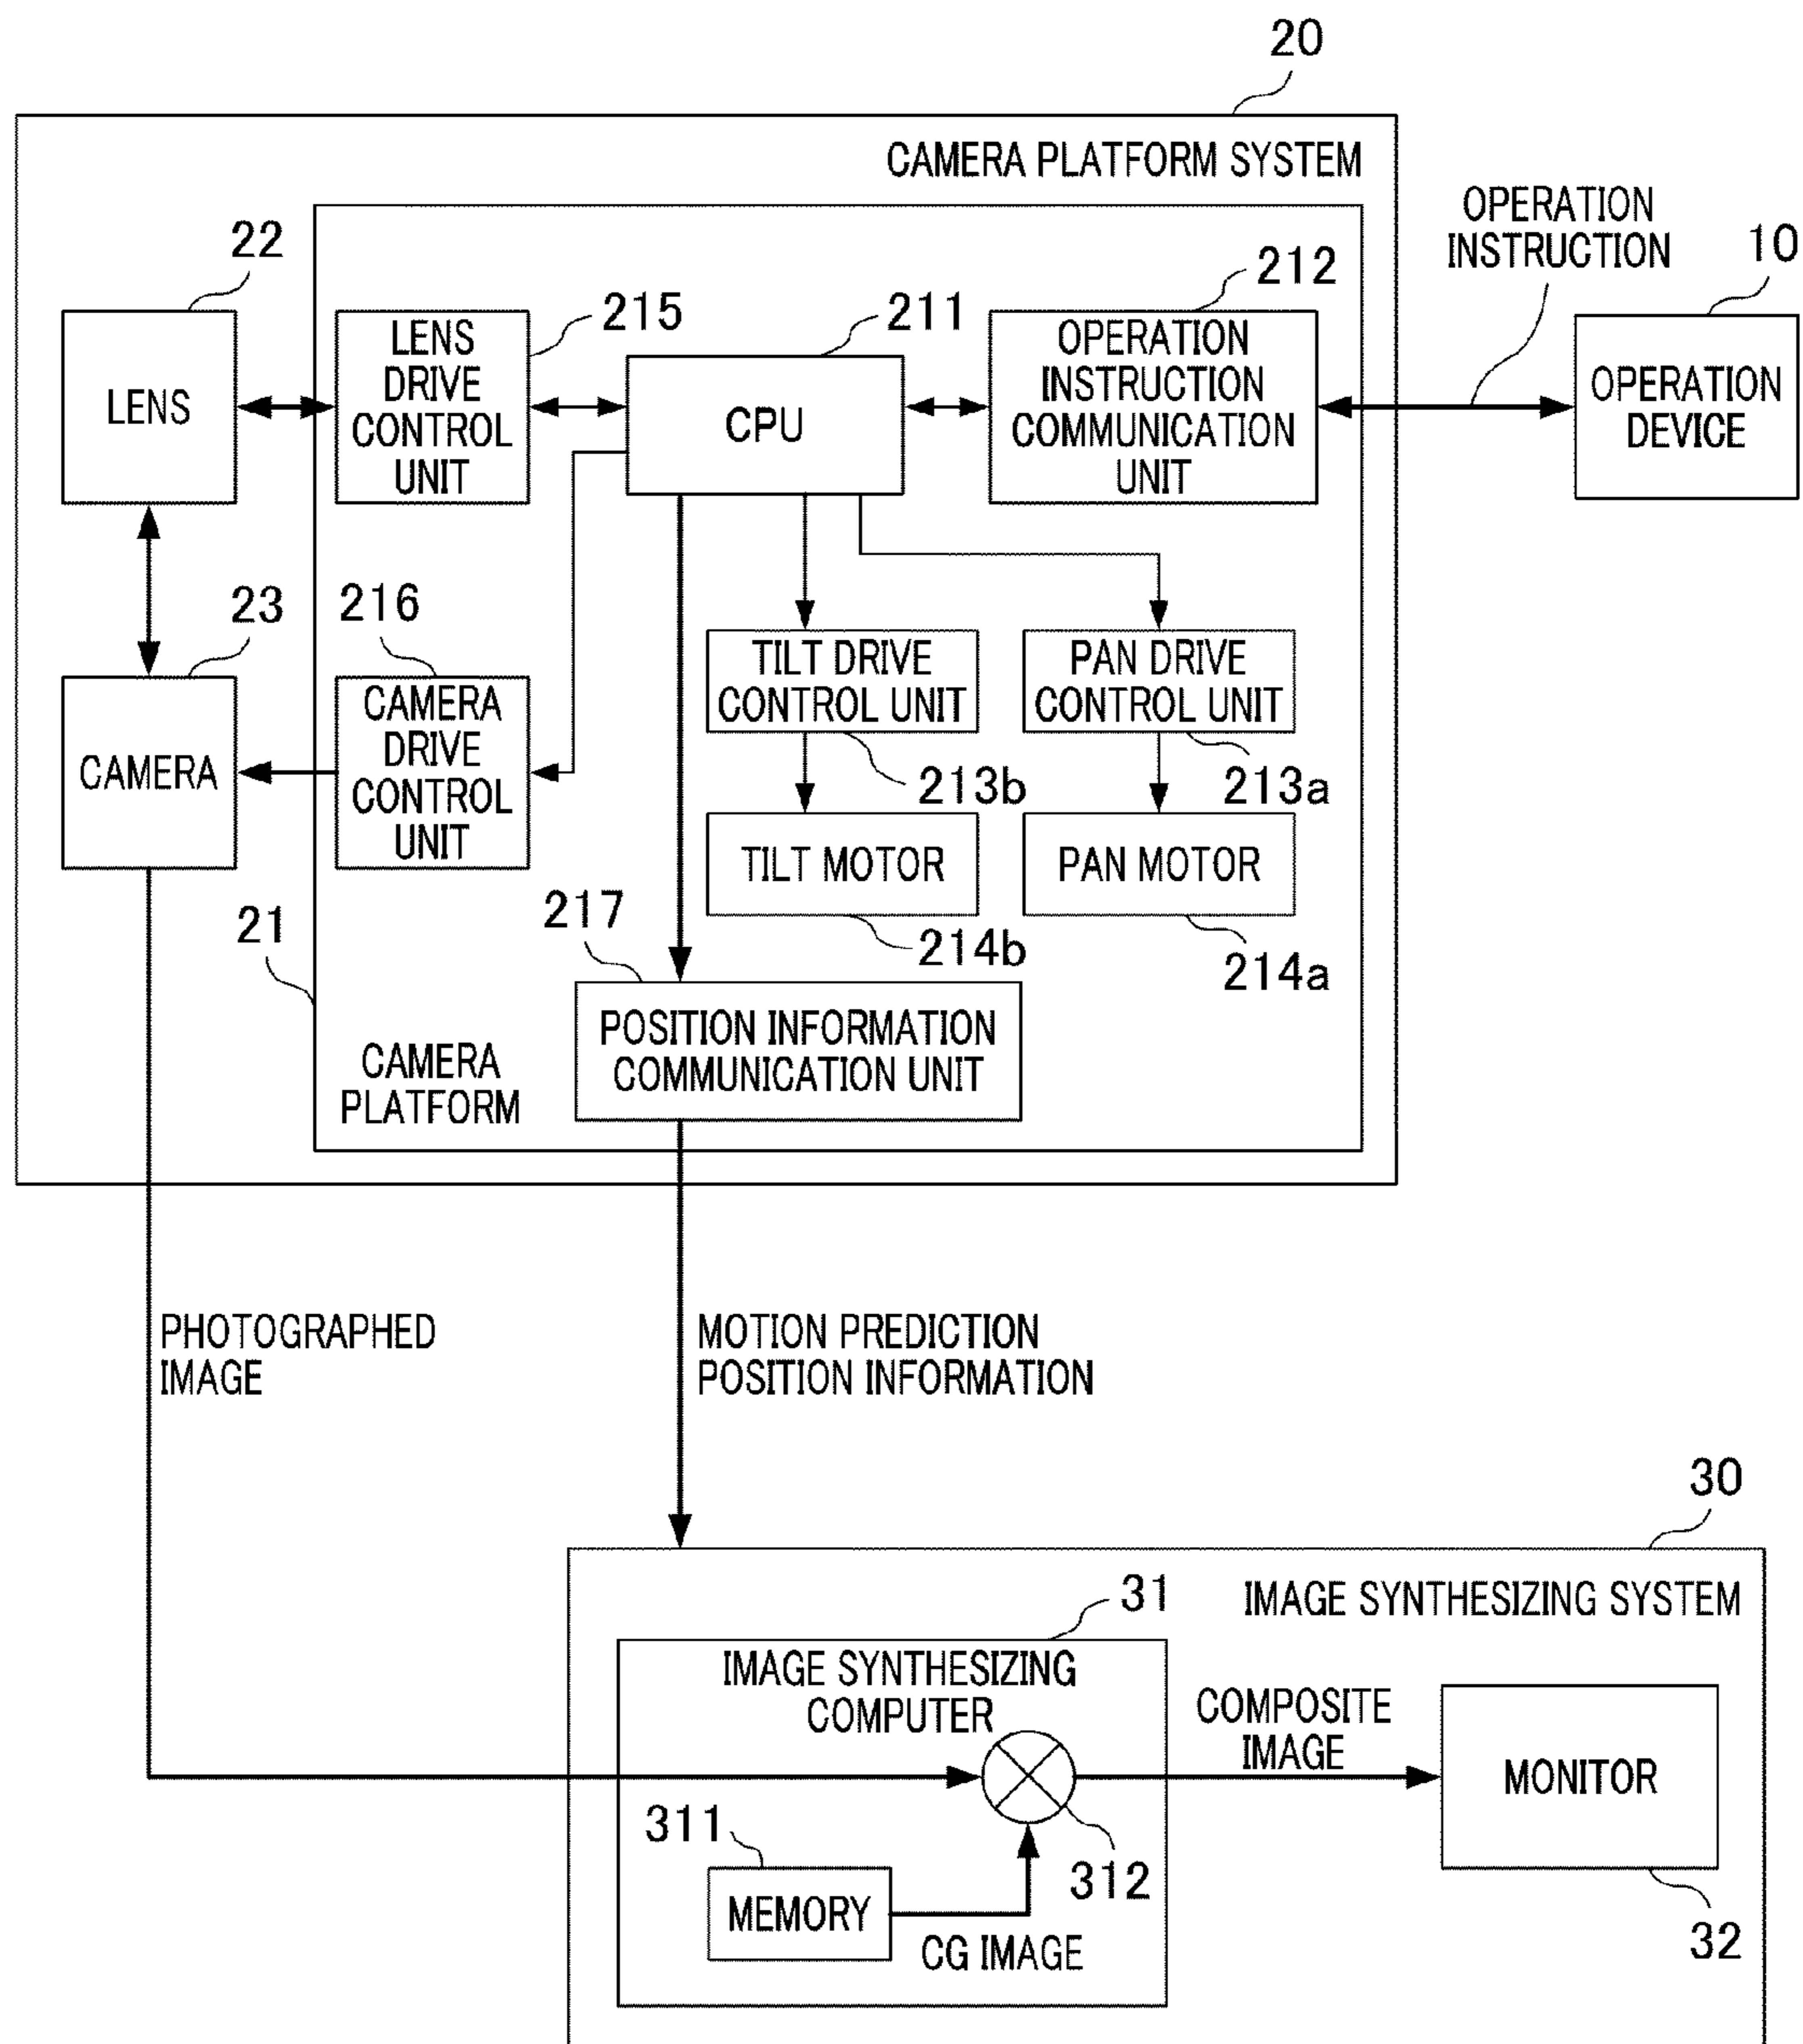 20
CAMERA PLATFORM SYSTEM
OPERATION
INSTRUCTION
10
22
215
211
212
LENS
LENS
DRIVE
CONTROL
UNIT
CPU
OPERATION
INSTRUCTION
COMMUNICATION
UNIT
OPERATION
DEVICE
23
216
CAMERA
CAMERA
DRIVE
CONTROL
UNIT
TILT DRIVE
CONTROL UNIT
PAN DRIVE
CONTROL UNIT
213b
213a
TILT MOTOR
PAN MOTOR
21
217
214b
214a
POSITION INFORMATION
COMMUNICATION UNIT
CAMERA
PLATFORM
PHOTOGRAPHED
IMAGE
MOTION PREDICTION
POSITION INFORMATION
30
31
IMAGE SYNTHESIZING SYSTEM
IMAGE SYNTHESIZING
COMPUTER
COMPOSITE
IMAGE
MONITOR
311
312
MEMORY
CG IMAGE
32